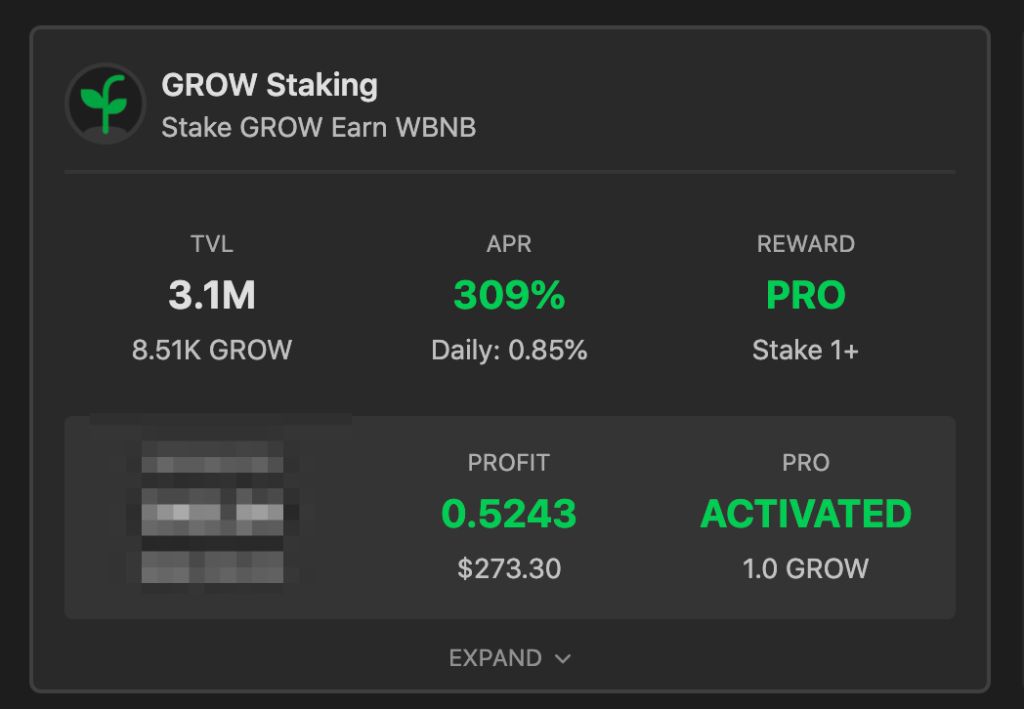 GROW Staking
Stake GROW Earn WBNB
TVL
APR
REWARD
3.1M
309%
PRO
8.51K GROW
Daily: 0.85%
Stake 1+
PROFIT
PRO
0.5243
ACTIVATED
$273.30
1.0 GROW
EXPAND